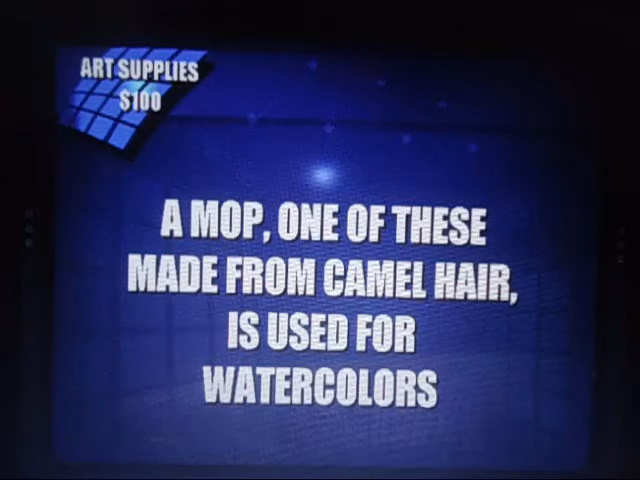 ART SUPPLIES
$100
A MOP, ONE OF THESE
MADE FROM CAMEL HAIR,
IS USED FOR
WATERCOLORS